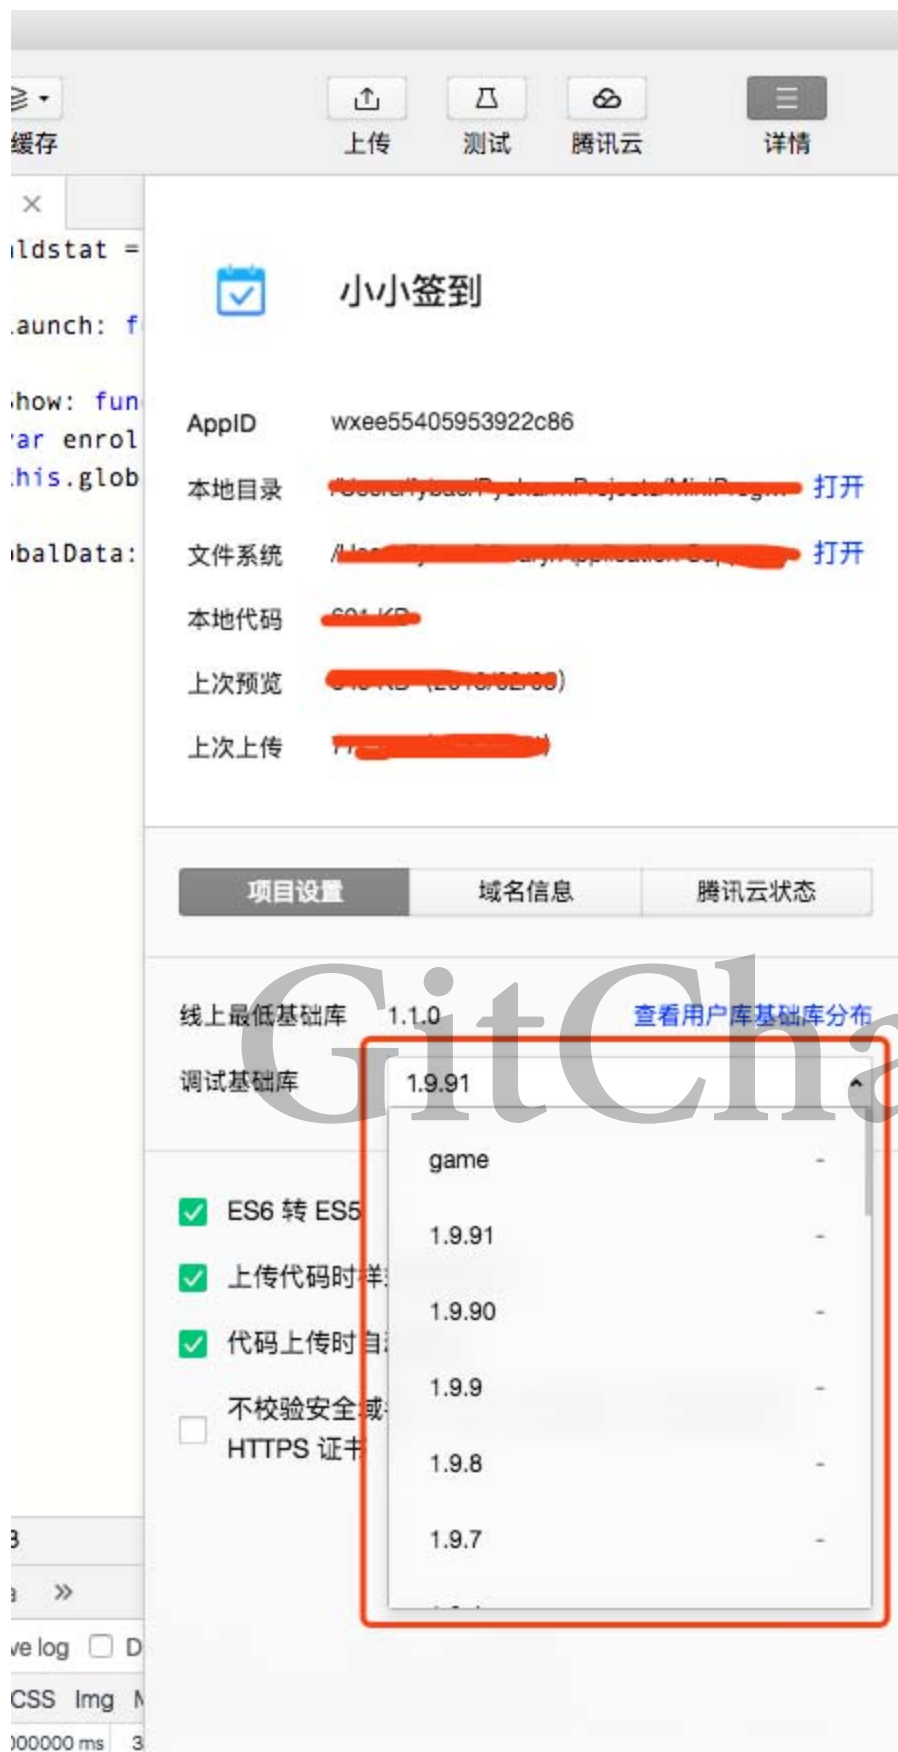 缓存 上传 测试 腾讯云 详情
ldstat =
小小签到
aunch: f
how: fun
AppID wxee55405953922c86
ar enrol
his.glob
本地目录 打开
文件系统 打开
balData:
本地代码
上次预览
上次上传
项目设置 域名信息 腾讯云状态
线上最低基础库 1.1.0 查看用户库基础库分布
调试基础库 1.9.91
GitCha
game -
ES6 转 ES5
1.9.91 -
上传代码时样
1.9.90 -
代码上传时自
1.9.9 -
不校验安全域
HTTPS 证书
1.9.8 -
1.9.7 -
ve log D
CSS Img
000000 ms 3